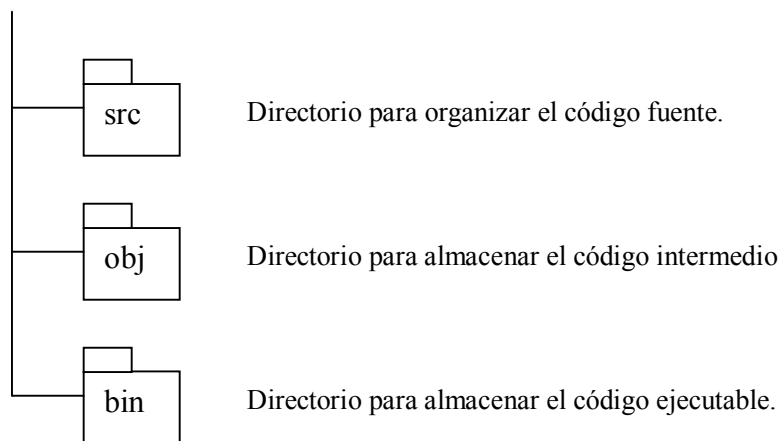 src
Directorio para organizar el código fuente.
obj
Directorio para almacenar el código intermedio
bin
Directorio para almacenar el código ejecutable.